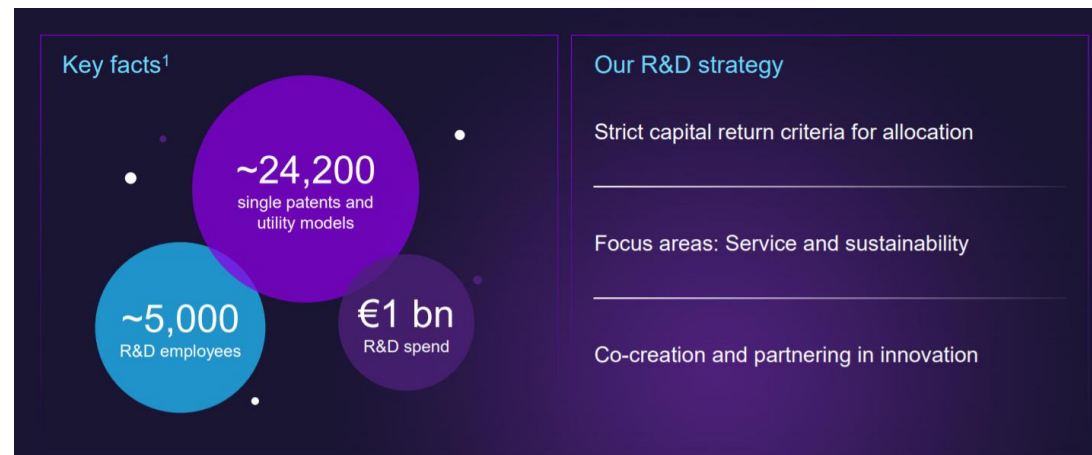 Key facts¹
~24,200
single patents and
utility models
~5,000
R&D employees
€1 bn
R&D spend
Our R&D strategy
Strict capital return criteria for allocation
Focus areas: Service and sustainability
Co-creation and partnering in innovation